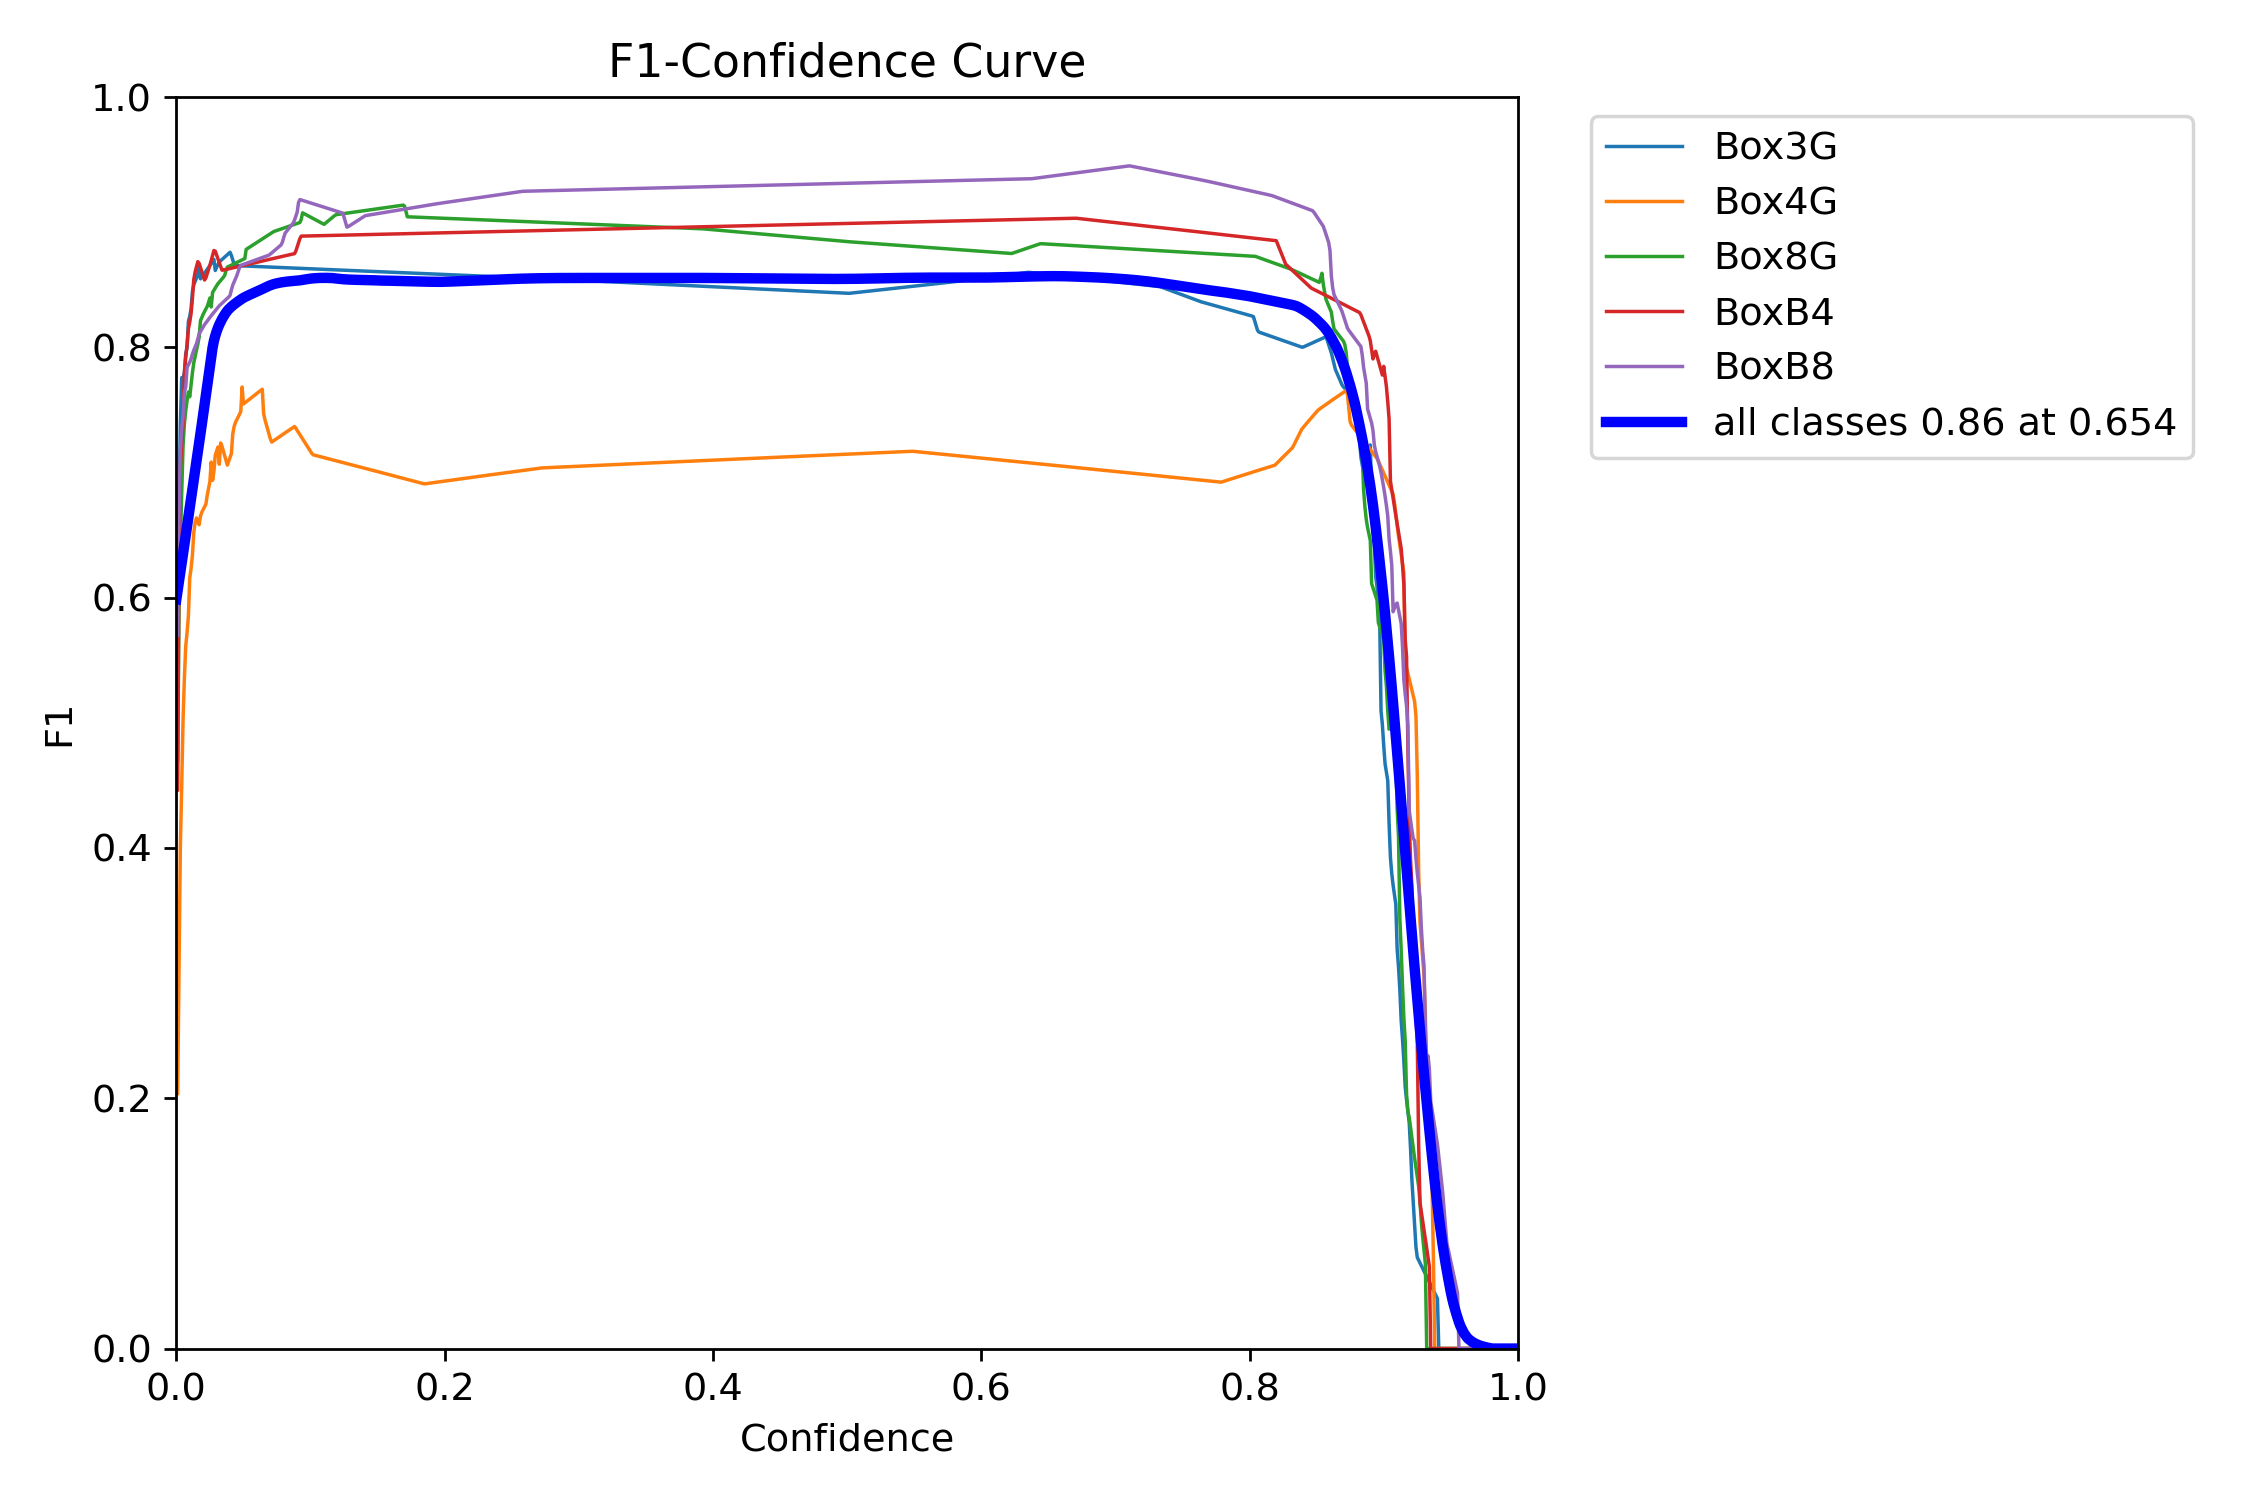 F1-Confidence Curve
1.0
0.8
0.6
0.4
0.2
0.0
F1
0.0 0.2 0.4 0.6 0.8 1.0
Confidence
Box3G
Box4G
Box8G
BoxB4
BoxB8
all classes 0.86 at 0.654